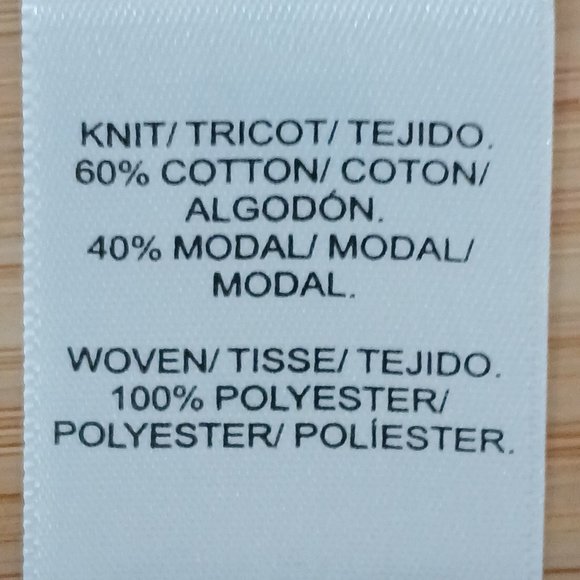 KNIT/ TRICOT/ TEJIDO.
60% COTTON/ COTON/
ALGODÓN.
40% MODAL/ MODAL/
MODAL.
WOVEN/ TISSE/ TEJIDO.
100% POLYESTER/
POLYESTER/ POLÍESTER.